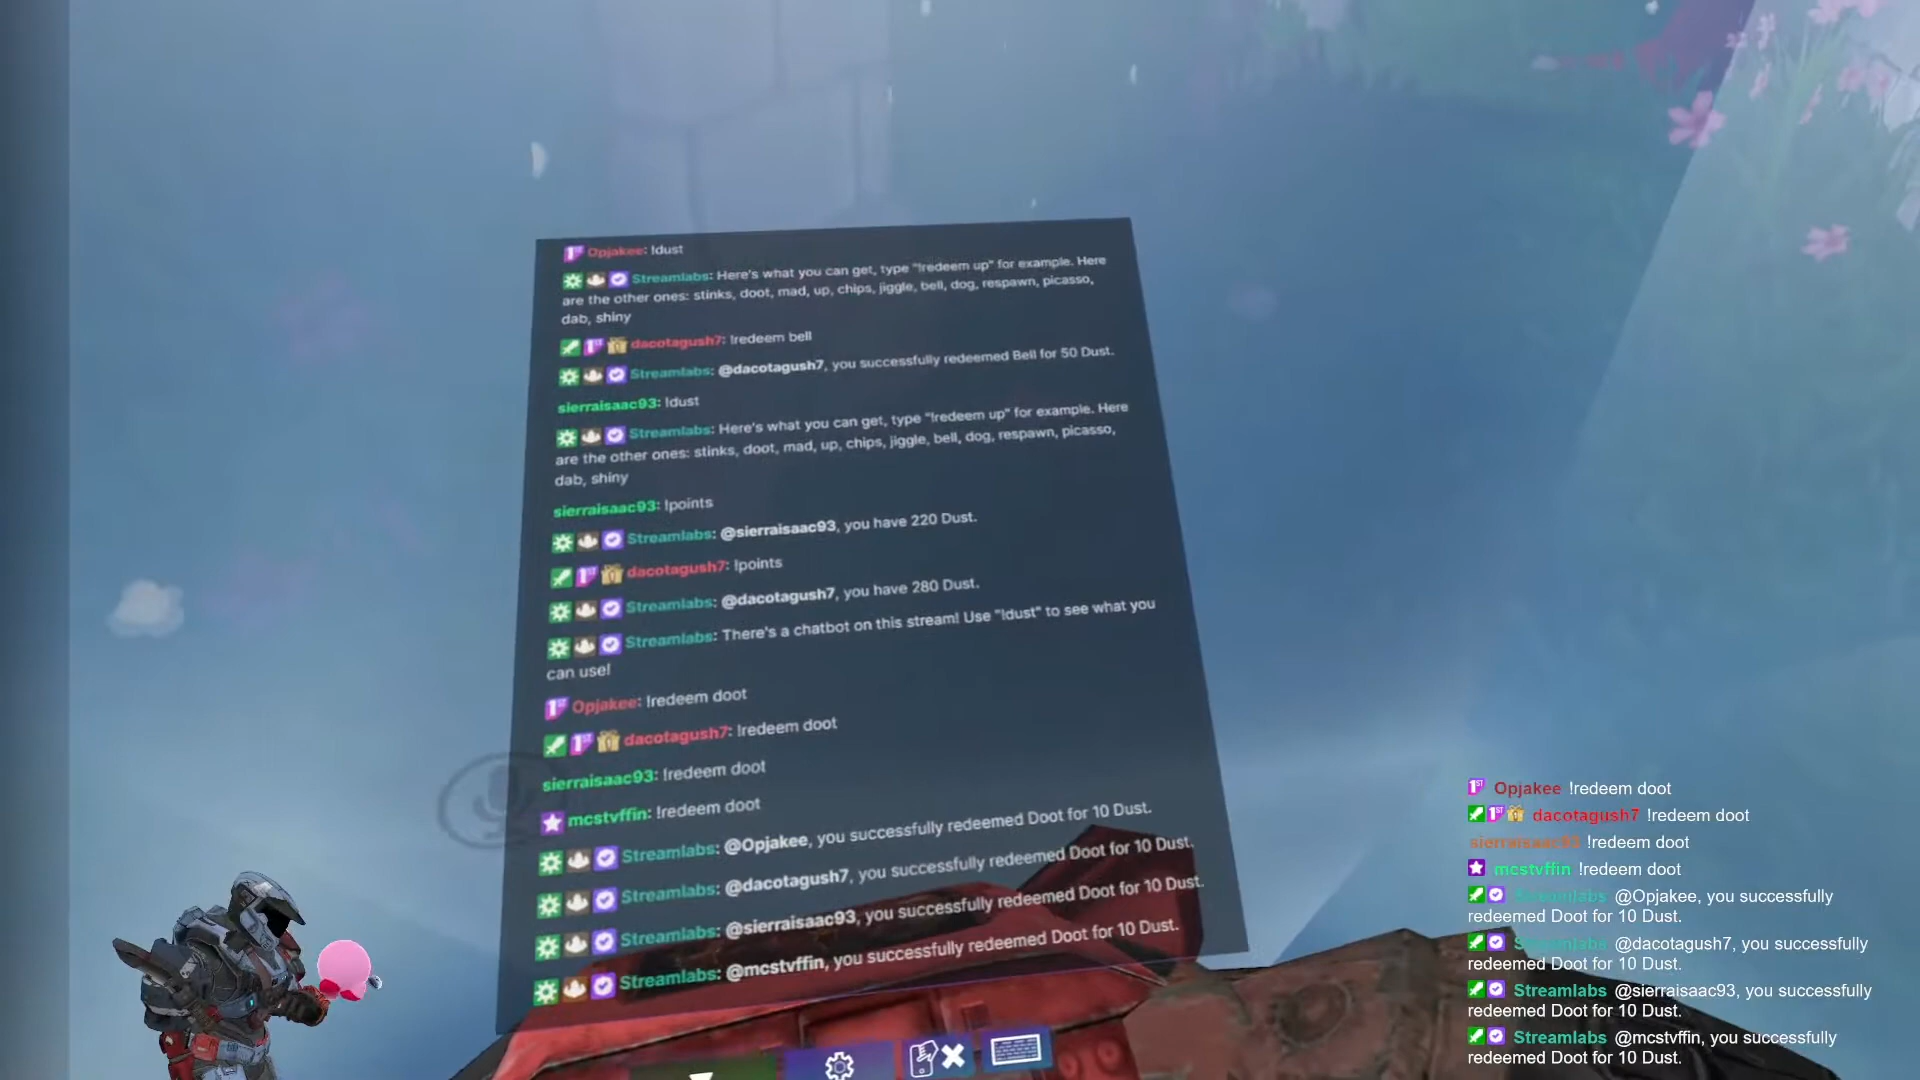 Opjakee: !dust
Streamlabs: Here's what you can get, type "!redeem up" for example. Here
are the other ones: stinks, doot, mad, up, chips, jiggle, bell, dog, respawn, picasso,
dab, shiny
dacotagush7: !redeem bell
Streamlabs: @dacotagush7, you successfully redeemed Bell for 50 Dust.
sierraisaac93: !dust
Streamlabs: Here's what you can get, type "!redeem up" for example. Here
are the other ones: stinks, doot, mad, up, chips, jiggle, bell, dog, respawn, picasso,
dab, shiny
sierraisaac93: !points
Streamlabs: @sierraisaac93, you have 220 Dust.
dacotagush7: !points
Streamlabs: @dacotagush7, you have 280 Dust.
Streamlabs: There's a chatbot on this stream! Use "!dust" to see what you
can use!
Opjakee: !redeem doot
dacotagush7: !redeem doot
sierraisaac93: !redeem doot
mcstvffin: !redeem doot
Streamlabs: @Opjakee, you successfully redeemed Doot for 10 Dust.
Streamlabs: @dacotagush7, you successfully redeemed Doot for 10 Dust.
Streamlabs: @sierraisaac93, you successfully redeemed Doot for 10 Dust.
Streamlabs: @mcstvffin, you successfully redeemed Doot for 10 Dust.
Opjakee !redeem doot
dacotagush7 !redeem doot
sierraisaac93 !redeem doot
mcstvffin !redeem doot
Streamlabs @Opjakee, you successfully
redeemed Doot for 10 Dust.
Streamlabs @dacotagush7, you successfully
redeemed Doot for 10 Dust.
Streamlabs @sierraisaac93, you successfully
redeemed Doot for 10 Dust.
Streamlabs @mcstvffin, you successfully
redeemed Doot for 10 Dust.